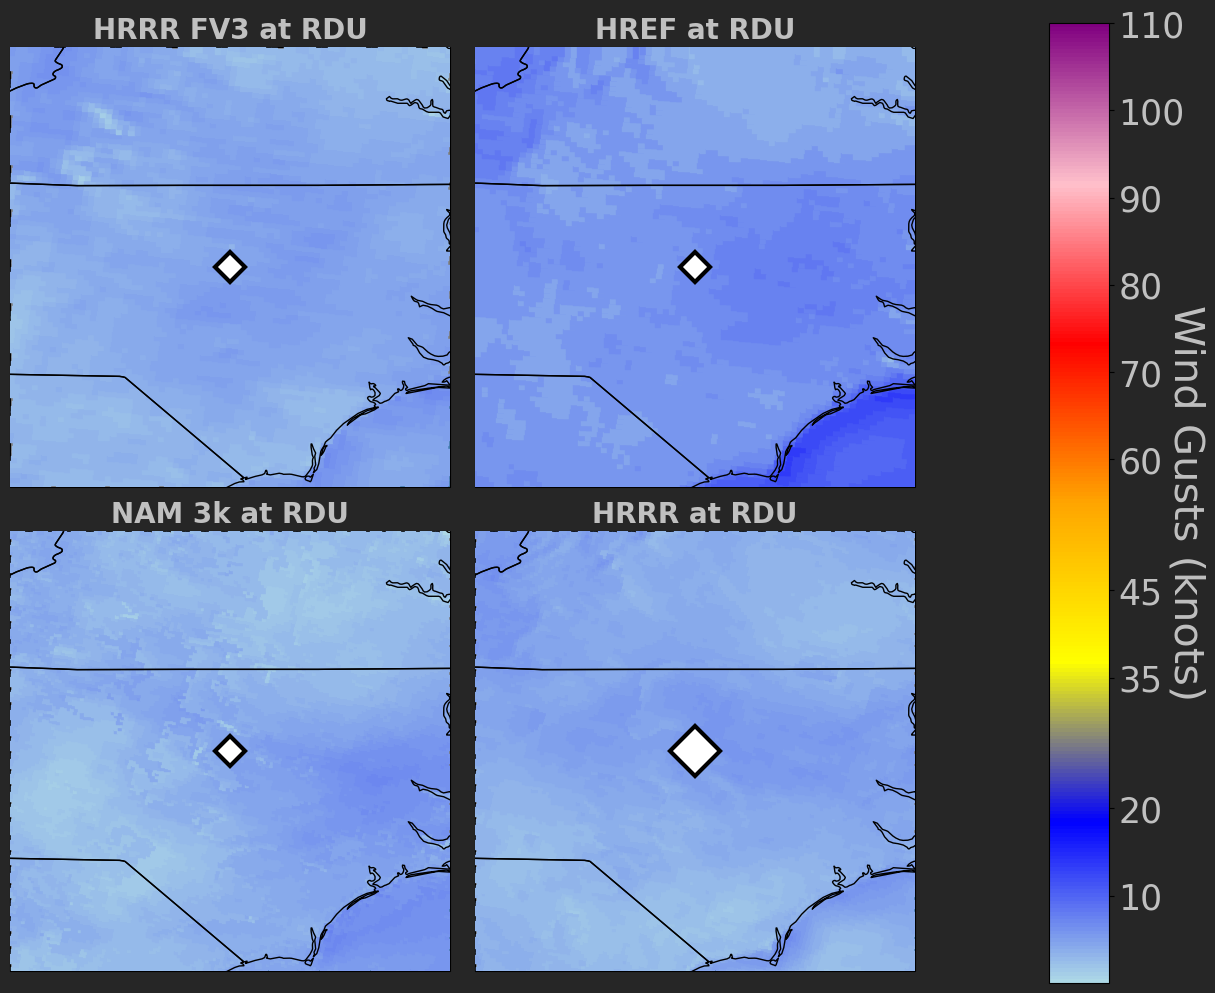 HRRR FV3 at RDU
HREF at RDU
NAM 3k at RDU
HRRR at RDU
110
100
90
80
70
60
45
35
20
10
Wind Gusts (knots)